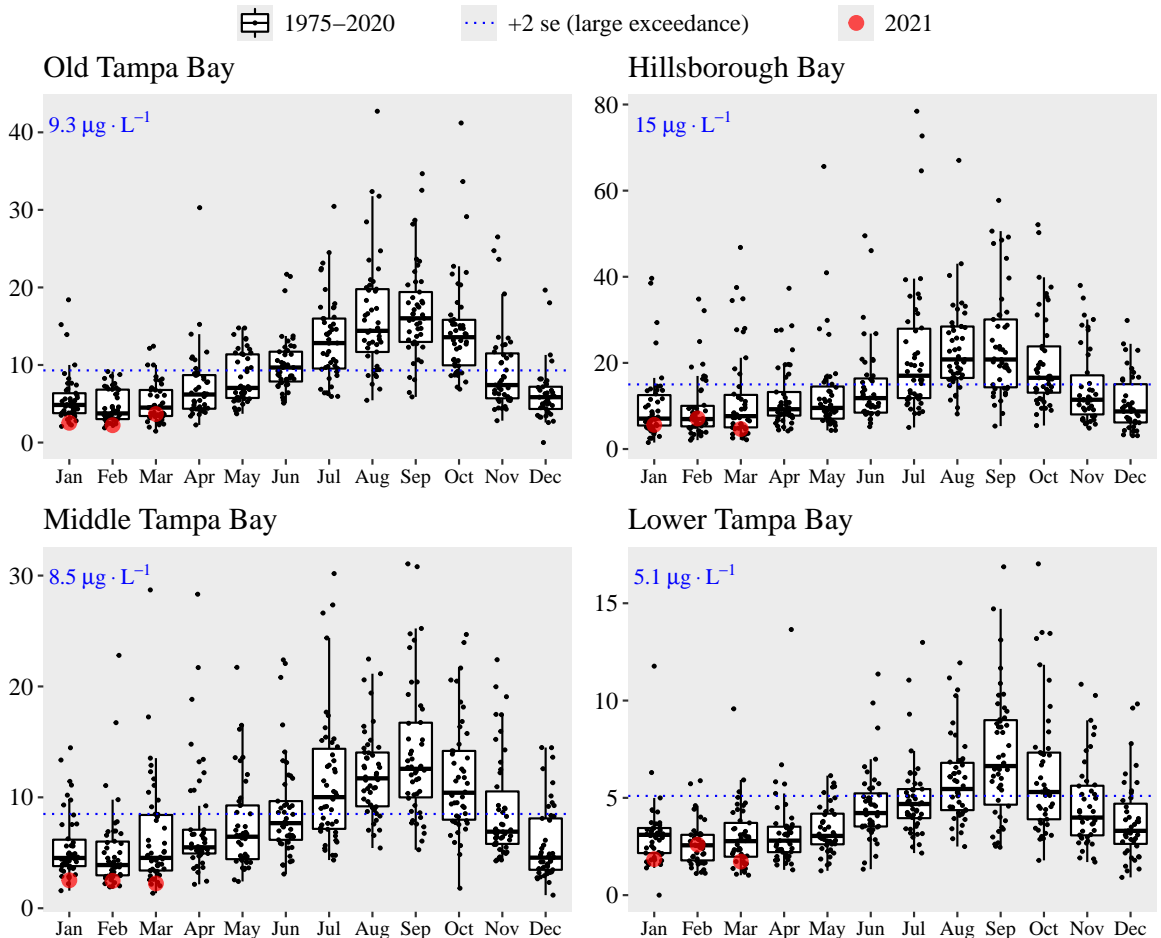 1975–2020 +2 se (large exceedance) 2021
Old Tampa Bay
9.3 μg · L⁻¹
40
30
20
10
0
Jan Feb Mar Apr May Jun Jul Aug Sep Oct Nov Dec
Hillsborough Bay
15 μg · L⁻¹
80
60
40
20
0
Jan Feb Mar Apr May Jun Jul Aug Sep Oct Nov Dec
Middle Tampa Bay
8.5 μg · L⁻¹
30
20
10
0
Jan Feb Mar Apr May Jun Jul Aug Sep Oct Nov Dec
Lower Tampa Bay
5.1 μg · L⁻¹
15
10
5
0
Jan Feb Mar Apr May Jun Jul Aug Sep Oct Nov Dec